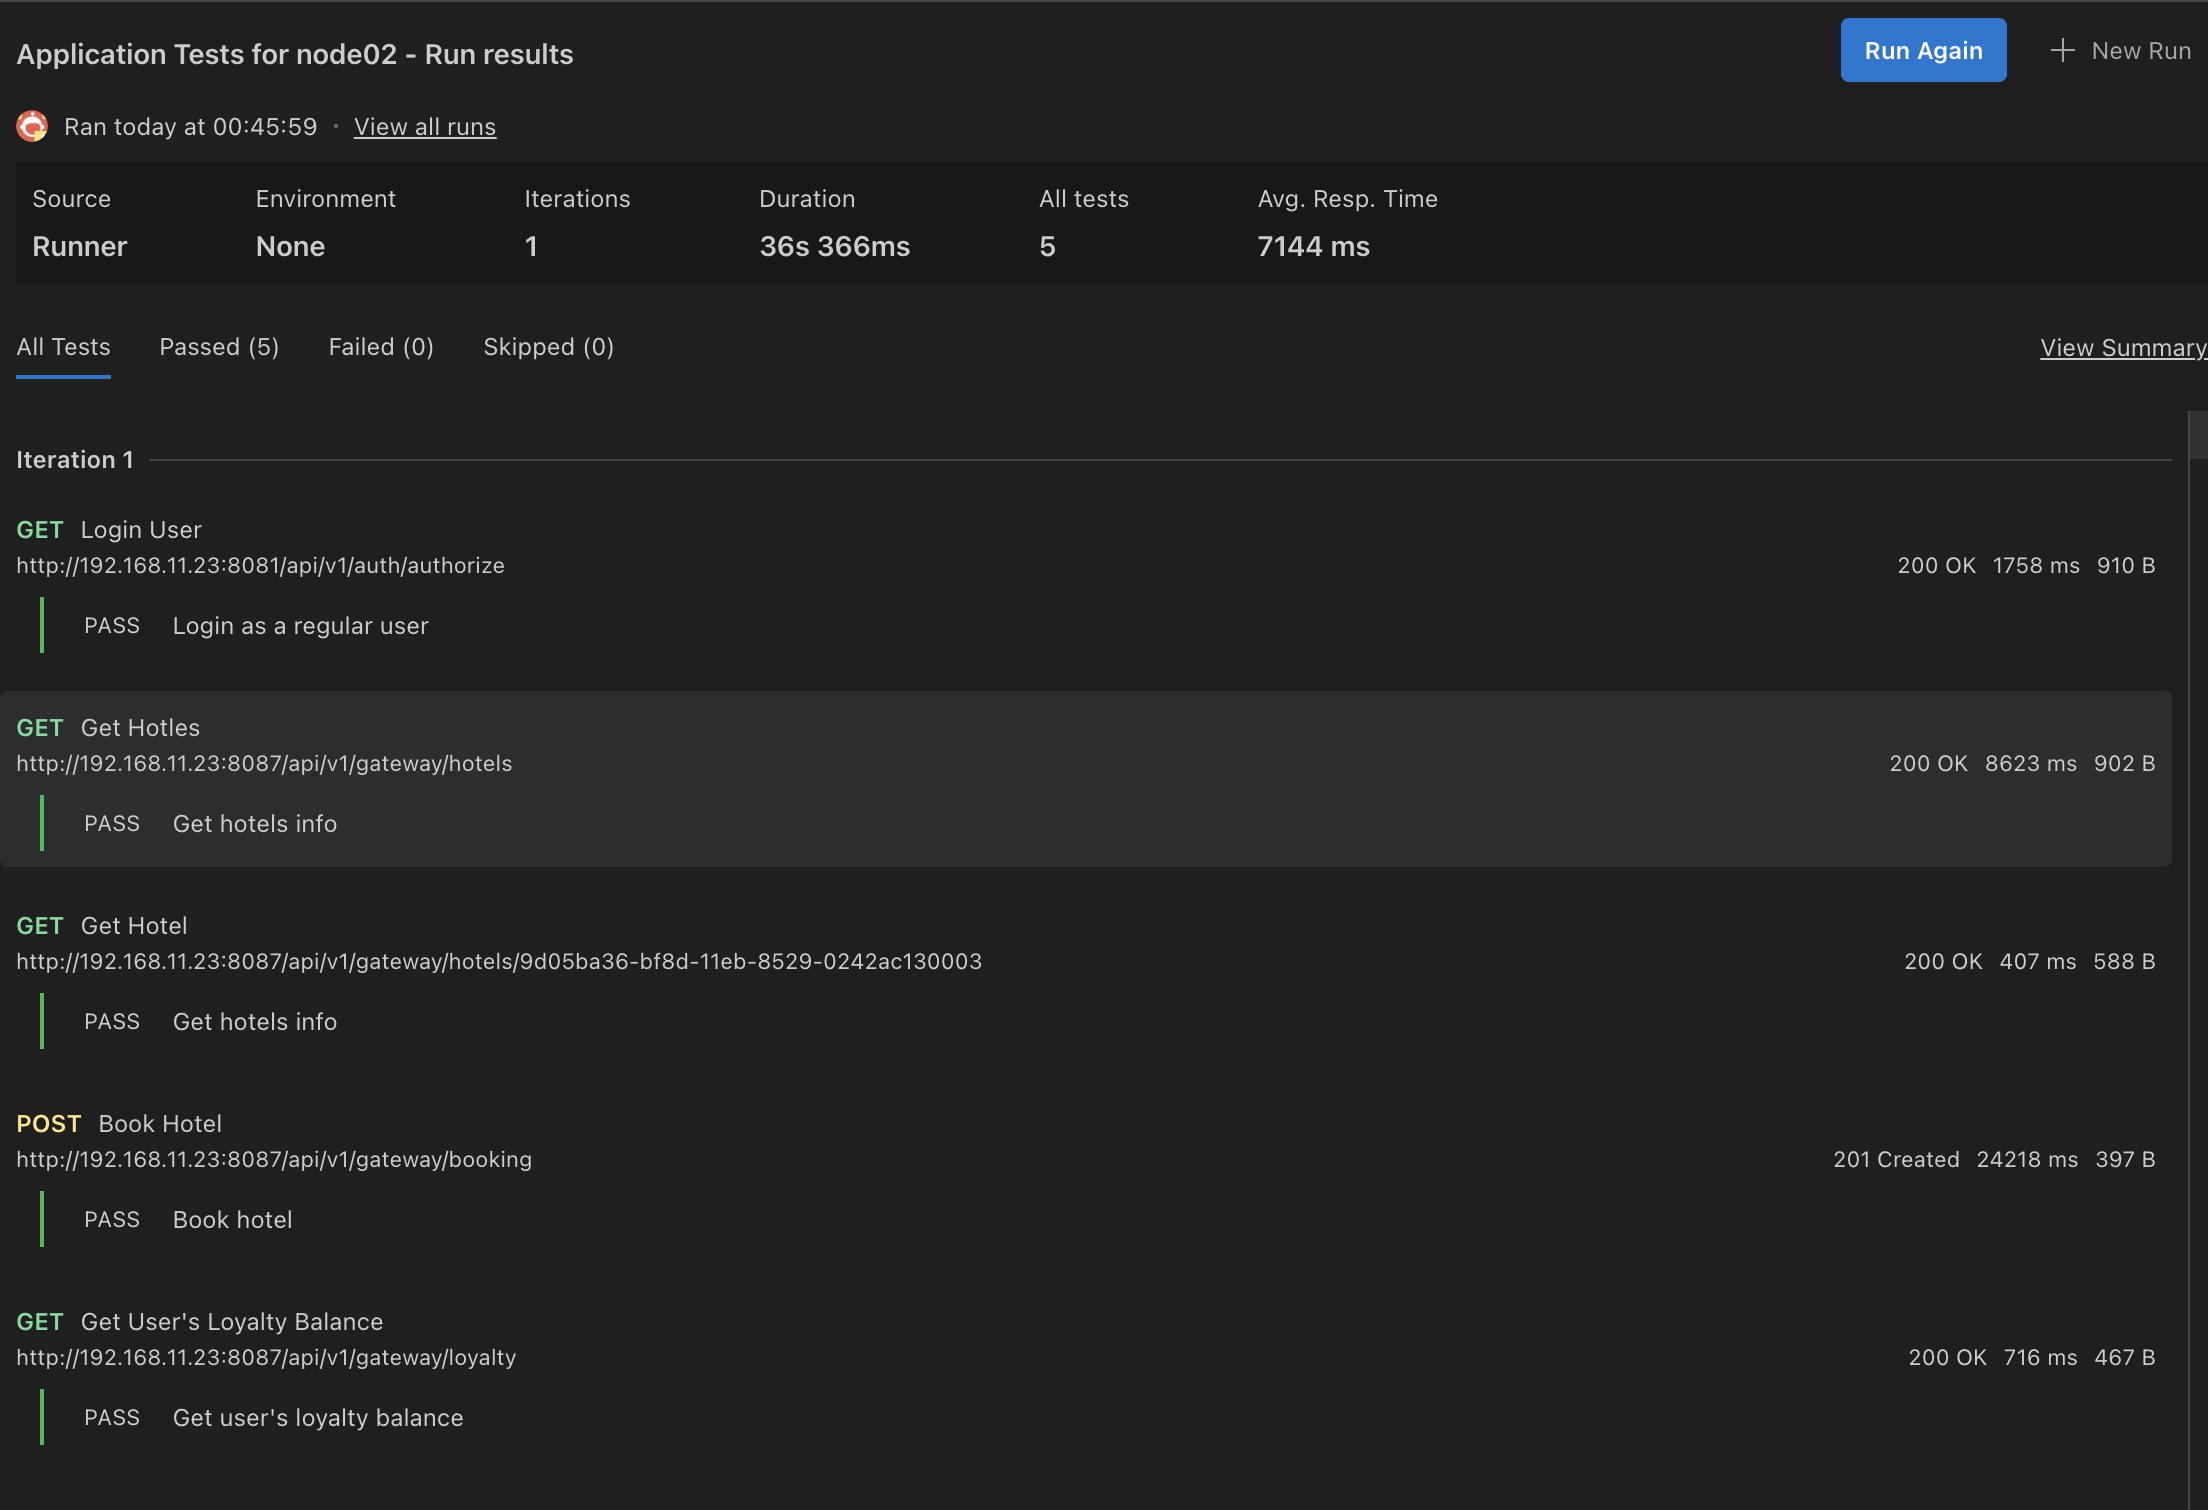 Application Tests for node02 - Run results
Run Again
New Run
Ran today at 00:45:59 · View all runs
Source Environment Iterations Duration All tests Avg. Resp. Time
Runner None 1 36s 366ms 5 7144 ms
All Tests Passed (5) Failed (0) Skipped (0) View Summary
Iteration 1
GET Login User
http://192.168.11.23:8081/api/v1/auth/authorize 200 OK 1758 ms 910 B
PASS Login as a regular user
GET Get Hotles
http://192.168.11.23:8087/api/v1/gateway/hotels 200 OK 8623 ms 902 B
PASS Get hotels info
GET Get Hotel
http://192.168.11.23:8087/api/v1/gateway/hotels/9d05ba36-bf8d-11eb-8529-0242ac130003 200 OK 407 ms 588 B
PASS Get hotels info
POST Book Hotel
http://192.168.11.23:8087/api/v1/gateway/booking 201 Created 24218 ms 397 B
PASS Book hotel
GET Get User's Loyalty Balance
http://192.168.11.23:8087/api/v1/gateway/loyalty 200 OK 716 ms 467 B
PASS Get user's loyalty balance